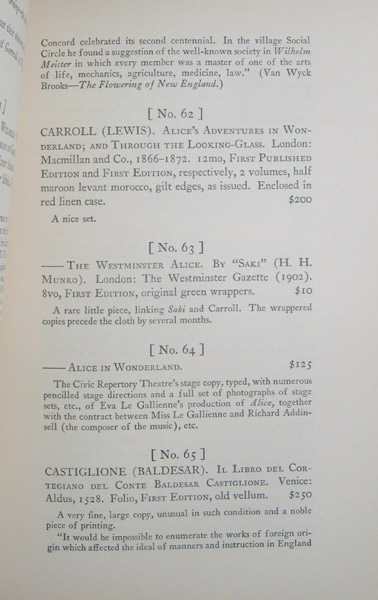 Concord celebrated its second centennial. In the village Social
Circle he found a suggestion of the well-known society in Wilhelm
Meister in which every member was a master of one of the arts
of life, mechanics, agriculture, medicine, law." (Van Wyck
Brooks—The Flowering of New England.)
[ No. 62 ]
CARROLL (LEWIS). ALICE'S ADVENTURES IN WON-
DERLAND; AND THROUGH THE LOOKING-GLASS. London:
Macmillan and Co., 1866-1872. 12mo, FIRST PUBLISHED
EDITION and FIRST EDITION, respectively, 2 volumes, half
maroon levant morocco, gilt edges, as issued. Enclosed in
red linen case. $200
A nice set.
[ No. 63 ]
—— THE WESTMINSTER ALICE. BY "SAKI" (H. H.
MUNRO). London: The Westminster Gazette (1902).
8vo, FIRST EDITION, original green wrappers. $10
A rare little piece, linking Saki and Carroll. The wrappered
copies precede the cloth by several months.
[ No. 64 ]
—— ALICE IN WONDERLAND. $125
The Civic Repertory Theatre's stage copy, typed, with numerous
pencilled stage directions and a full set of photographs of stage
sets, etc., of Eva Le Gallienne's production of Alice, together
with the contract between Miss Le Gallienne and Richard Addin-
sell (the composer of the music), etc.
[ No. 65 ]
CASTIGLIONE (BALDESAR). IL LIBRO DEL COR-
TEGIANO DEL CONTE BALDESAR CASTIGLIONE. Venice:
Aldus, 1528. Folio, FIRST EDITION, old vellum. $250
A very fine, large copy, unusual in such condition and a noble
piece of printing.
"It would be impossible to enumerate the works of foreign ori-
gin which affected the ideal of manners and instruction in England